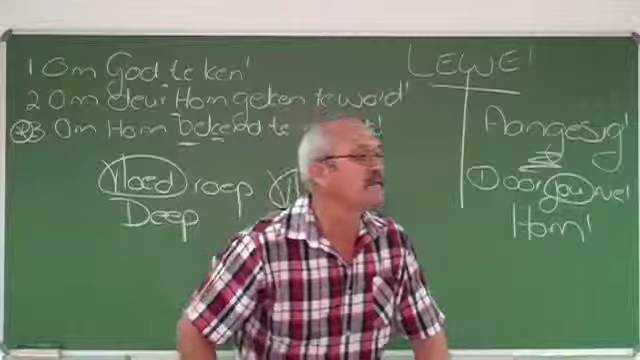 1 Om God te ken!
2 Om deur Hom geken te word!
3 Om Hom bekend te
Vloed roep
Deep
LEWE!
Aangesig!
Door jou
Hom!